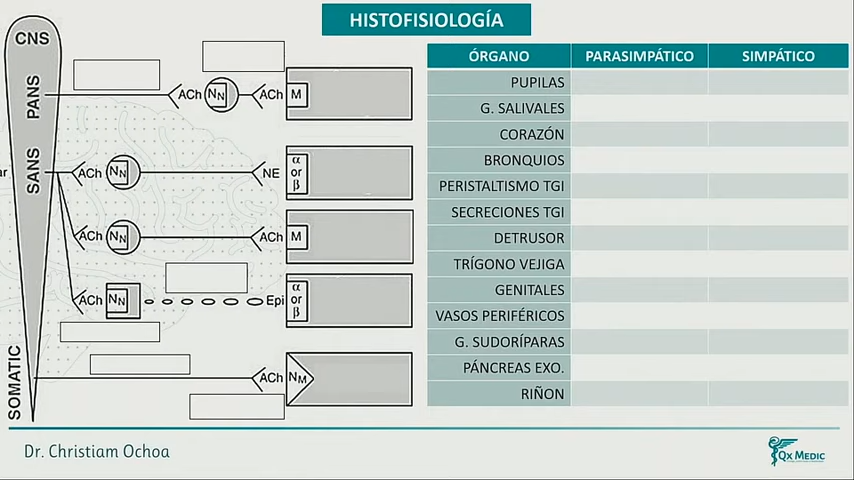 HISTOFISIOLOGÍA
CNS
PANS
ACh NN ACh M
SANS
ACh NN NE α or β
ACh NN ACh M
ACh NN Epi α or β
SOMATIC
ACh NM
ÓRGANO PARASIMPÁTICO SIMPÁTICO
PUPILAS
G. SALIVALES
CORAZÓN
BRONQUIOS
PERISTALTISMO TGI
SECRECIONES TGI
DETRUSOR
TRÍGONO VEJIGA
GENITALES
VASOS PERIFÉRICOS
G. SUDORÍPARAS
PÁNCREAS EXO.
RIÑON
Dr. Christiam Ochoa
QX MEDIC